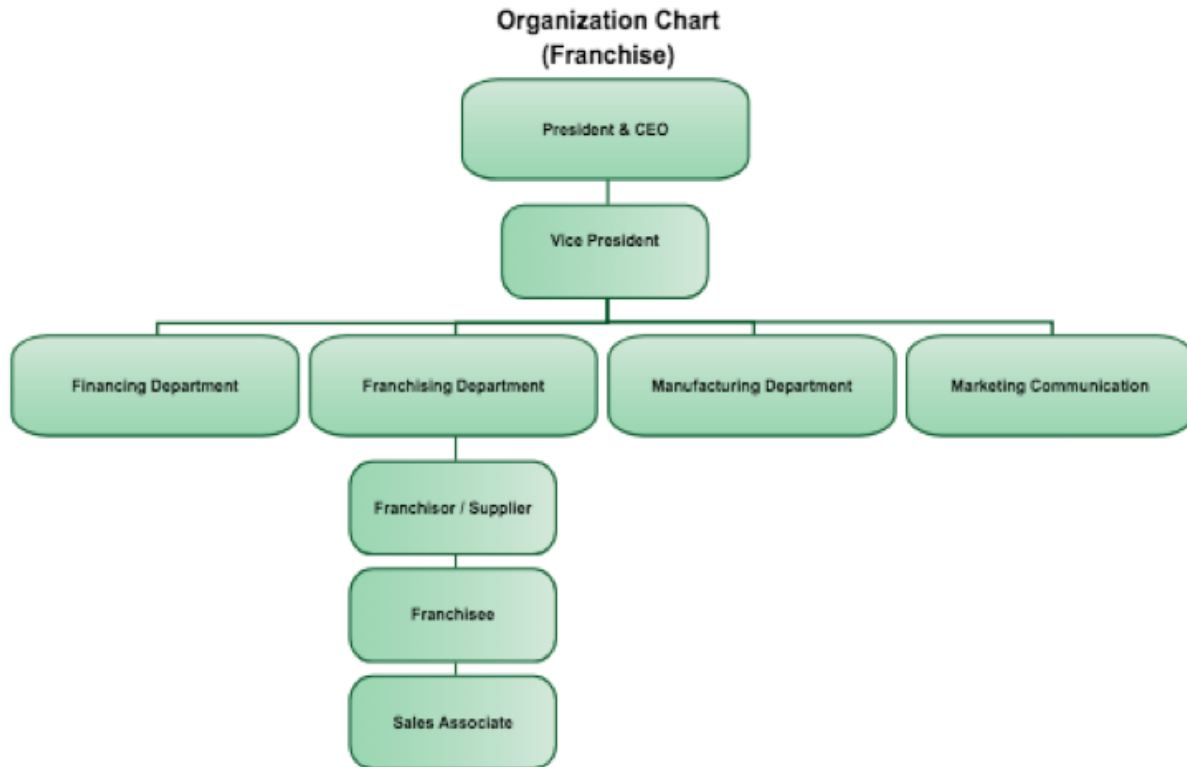 Organization Chart
(Franchise)
President & CEO
Vice President
Financing Department
Franchising Department
Manufacturing Department
Marketing Communication
Franchisor / Supplier
Franchisee
Sales Associate